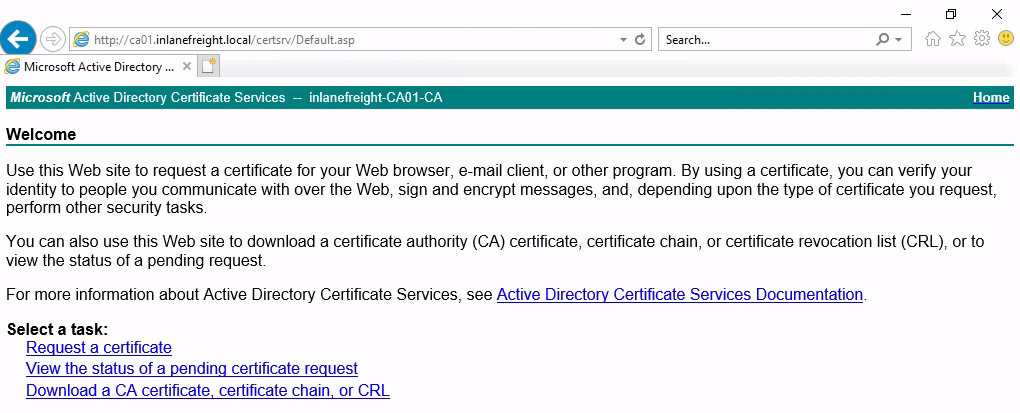 http://ca01.inlanefreight.local/certsrv/Default.asp
Search...
Microsoft Active Directory ...
Microsoft Active Directory Certificate Services -- inlanefreight-CA01-CA
Home
Welcome
Use this Web site to request a certificate for your Web browser, e-mail client, or other program. By using a certificate, you can verify your
identity to people you communicate with over the Web, sign and encrypt messages, and, depending upon the type of certificate you request,
perform other security tasks.
You can also use this Web site to download a certificate authority (CA) certificate, certificate chain, or certificate revocation list (CRL), or to
view the status of a pending request.
For more information about Active Directory Certificate Services, see Active Directory Certificate Services Documentation.
Select a task:
Request a certificate
View the status of a pending certificate request
Download a CA certificate, certificate chain, or CRL